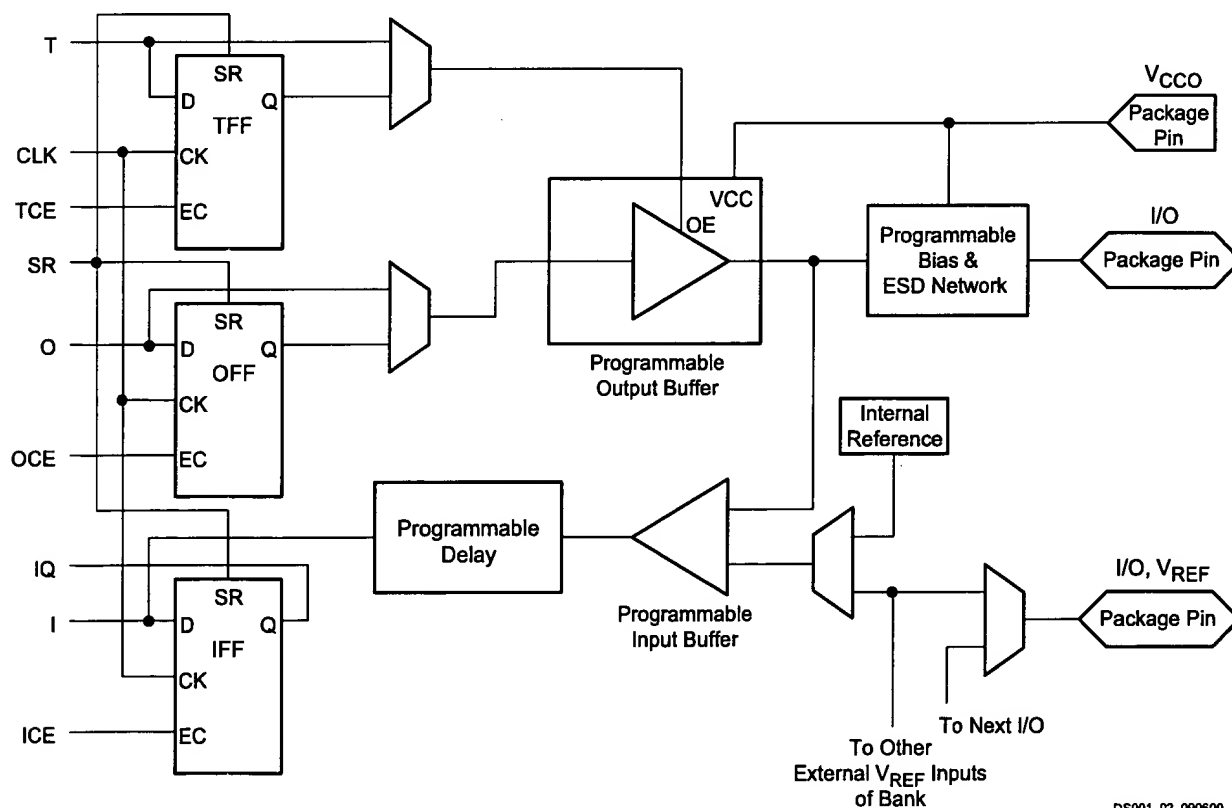 T
SR
D
Q
TFF
CLK
CK
TCE
EC
SR
SR
O
D
Q
OFF
CK
OCE
EC
IQ
SR
I
D
Q
IFF
CK
ICE
EC
VCC
OE
Programmable
Output Buffer
VCCO
Package
Pin
Programmable
Bias &
ESD Network
I/O
Package Pin
Internal
Reference
Programmable
Delay
Programmable
Input Buffer
I/O, VREF
Package Pin
To Next I/O
To Other
External VREF Inputs
of Bank
DS001_02_090600